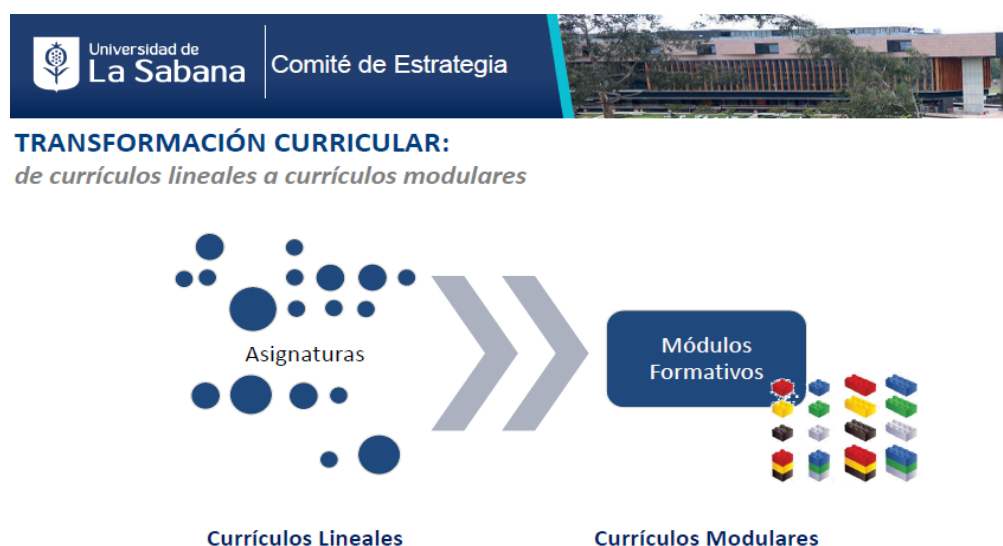 Universidad de
La Sabana
Comité de Estrategia
TRANSFORMACIÓN CURRICULAR:
de currículos lineales a currículos modulares
Asignaturas
Módulos
Formativos
Currículos Lineales
Currículos Modulares